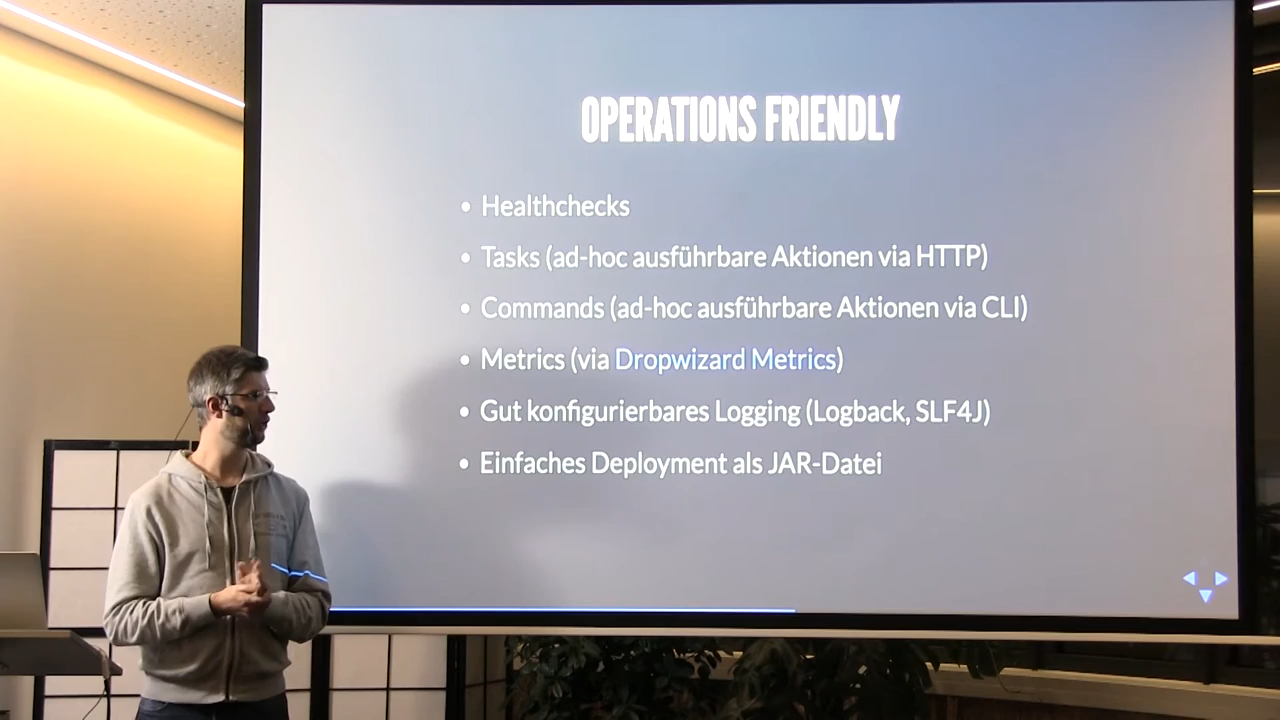 OPERATIONS FRIENDLY
• Healthchecks
• Tasks (ad-hoc ausführbare Aktionen via HTTP)
• Commands (ad-hoc ausführbare Aktionen via CLI)
• Metrics (via Dropwizard Metrics)
• Gut konfigurierbares Logging (Logback, SLF4J)
• Einfaches Deployment als JAR-Datei